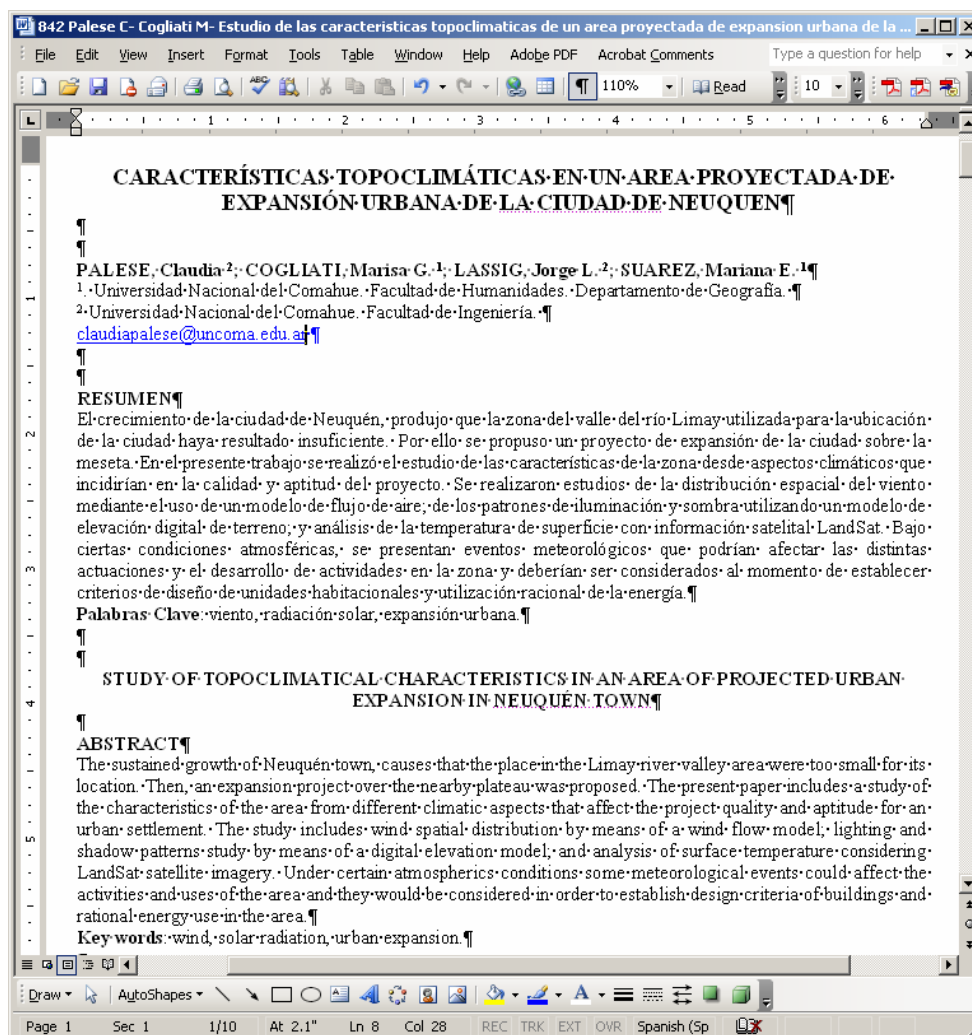 842 Palese C- Cogliati M- Estudio de las caracteristicas topoclimaticas de un area proyectada de expansion urbana de la ...
File Edit View Insert Format Tools Table Window Help Adobe PDF Acrobat Comments Type a question for help
110% Read 10
1 2 3 4 5 6
CARACTERÍSTICAS·TOPOCLIMÁTICAS·EN·UN·AREA·PROYECTADA·DE·
EXPANSIÓN·URBANA·DE·LA·CIUDAD·DE·NEUQUEN¶
¶
¶
PALESE,·Claudia·²;·COGLIATI,·Marisa·G.·¹;·LASSIG,·Jorge·L.·²;·SUAREZ,·Mariana·E.·¹¶
¹.·Universidad·Nacional·del·Comahue.·Facultad·de·Humanidades.·Departamento·de·Geografía.·¶
²·Universidad·Nacional·del·Comahue.·Facultad·de·Ingeniería.·¶
claudiapalese@uncoma.edu.ar·¶
¶
¶
RESUMEN¶
El·crecimiento·de·la·ciudad·de·Neuquén,·produjo·que·la·zona·del·valle·del·río·Limay·utilizada·para·la·ubicación·
de·la·ciudad·haya·resultado·insuficiente.·Por·ello·se·propuso·un·proyecto·de·expansión·de·la·ciudad·sobre·la·
meseta.·En·el·presente·trabajo·se·realizó·el·estudio·de·las·características·de·la·zona·desde·aspectos·climáticos·que·
incidirían·en·la·calidad·y·aptitud·del·proyecto.·Se·realizaron·estudios·de·la·distribución·espacial·del·viento·
mediante·el·uso·de·un·modelo·de·flujo·de·aire;·de·los·patrones·de·iluminación·y·sombra·utilizando·un·modelo·de·
elevación·digital·de·terreno;·y·análisis·de·la·temperatura·de·superficie·con·información·satelital·LandSat.·Bajo·
ciertas·condiciones·atmosféricas,·se·presentan·eventos·meteorológicos·que·podrían·afectar·las·distintas·
actuaciones·y·el·desarrollo·de·actividades·en·la·zona·y·deberían·ser·considerados·al·momento·de·establecer·
criterios·de·diseño·de·unidades·habitacionales·y·utilización·racional·de·la·energía.¶
Palabras·Clave:·viento,·radiación·solar,·expansión·urbana.¶
¶
¶
STUDY·OF·TOPOCLIMATICAL·CHARACTERISTICS·IN·AN·AREA·OF·PROJECTED·URBAN·
EXPANSION·IN·NEUQUÉN·TOWN¶
¶
ABSTRACT¶
The·sustained·growth·of·Neuquén·town,·causes·that·the·place·in·the·Limay·river·valley·area·were·too·small·for·its·
location.·Then,·an·expansion·project·over·the·nearby·plateau·was·proposed.·The·present·paper·includes·a·study·of·
the·characteristics·of·the·area·from·different·climatic·aspects·that·affect·the·project·quality·and·aptitude·for·an·
urban·settlement.·The·study·includes·wind·spatial·distribution·by·means·of·a·wind·flow·model;·lighting·and·
shadow·patterns·study·by·means·of·a·digital·elevation·model;·and·analysis·of·surface·temperature·considering·
LandSat·satellite·imagery.·Under·certain·atmospherics·conditions·some·meteorological·events·could·affect·the·
activities·and·uses·of·the·area·and·they·would·be·considered·in·order·to·establish·design·criteria·of·buildings·and·
rational·energy·use·in·the·area.¶
Key·words:·wind,·solar·radiation,·urban·expansion.¶
Draw AutoShapes
Page 1 Sec 1 1/10 At 2.1" Ln 8 Col 28 REC TRK EXT OVR Spanish (Sp